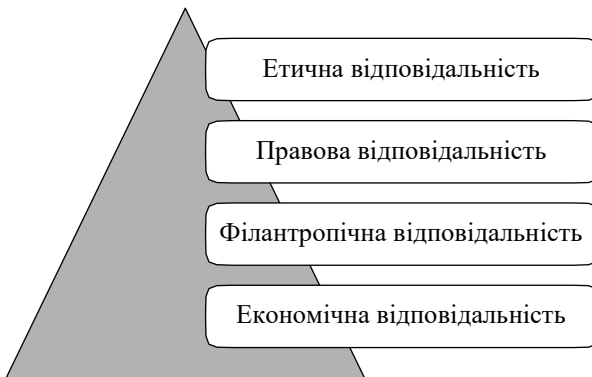 Етична відповідальність
Правова відповідальність
Філантропічна відповідальність
Економічна відповідальність